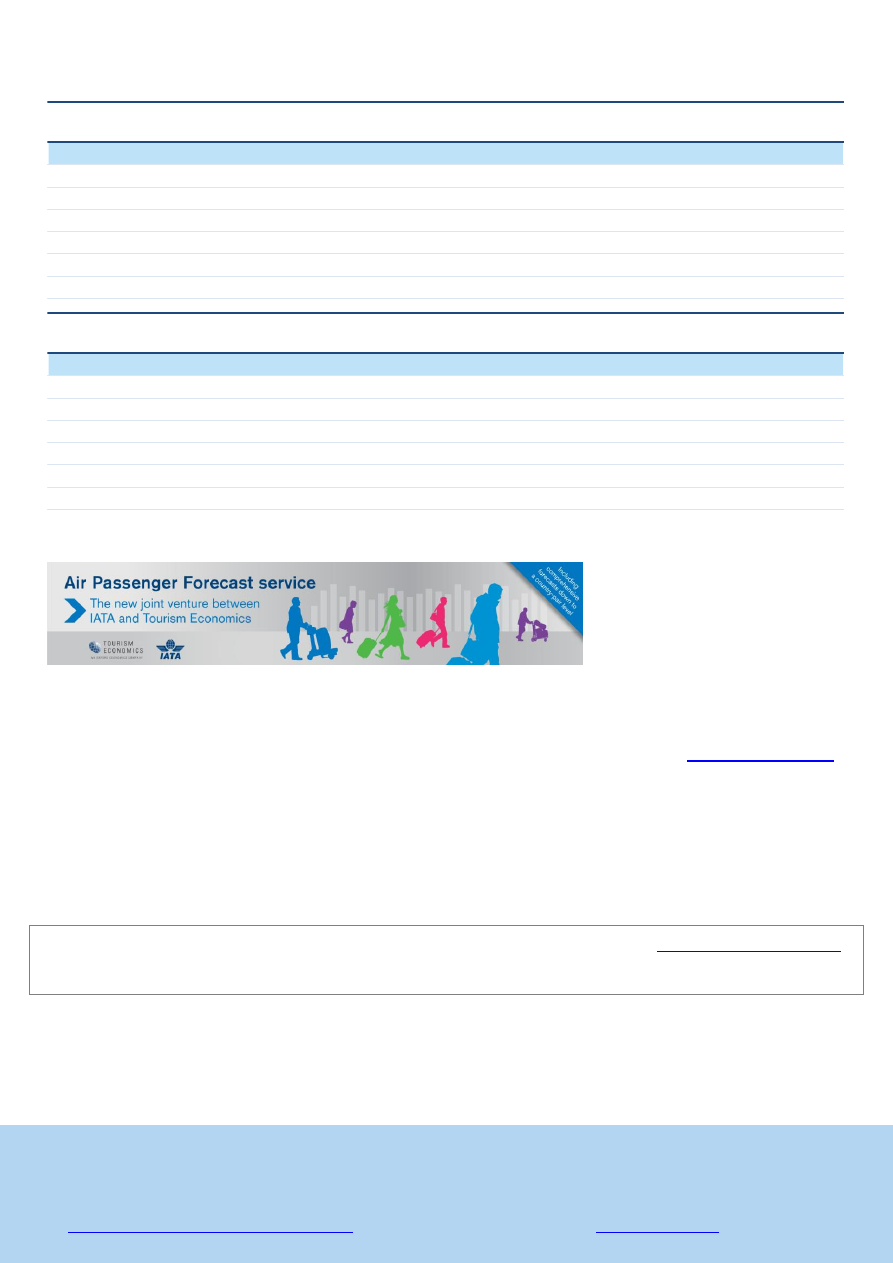 Air Passenger Forecast service
The new joint venture between
IATA and Tourism Economics
Including
comprehensive
forecasts down to
a country pair level
TOURISM
ECONOMICS
IATA